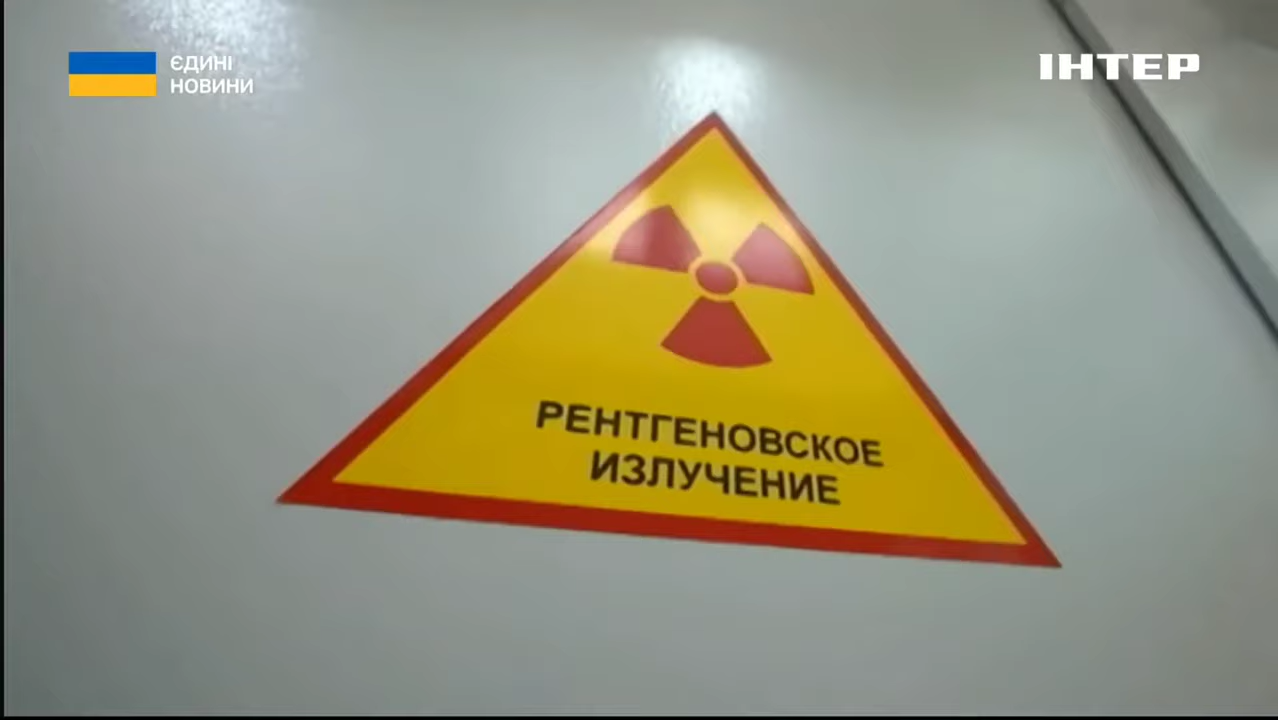 ЄДИНІ
НОВИНИ
ІНТЕР
РЕНТГЕНОВСКОЕ
ИЗЛУЧЕНИЕ